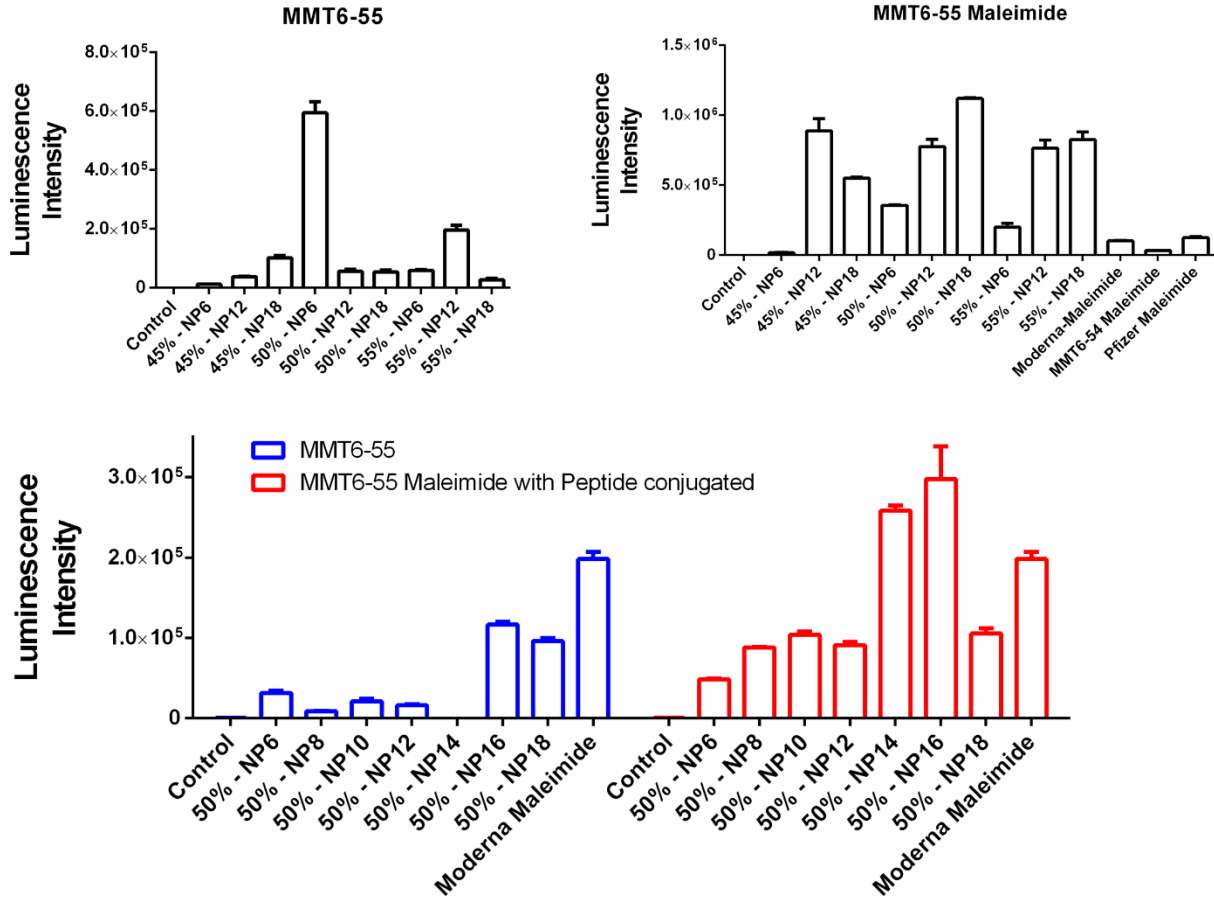 MMT6-55
Luminescence
Intensity
8.0×10⁵
6.0×10⁵
4.0×10⁵
2.0×10⁵
0
Control
45% - NP6
45% - NP12
45% - NP18
50% - NP6
50% - NP12
50% - NP18
55% - NP6
55% - NP12
55% - NP18
MMT6-55 Maleimide
Luminescence
Intensity
1.5×10⁶
1.0×10⁶
5.0×10⁵
0
Control
45% - NP6
45% - NP12
45% - NP18
50% - NP6
50% - NP12
50% - NP18
55% - NP6
55% - NP12
55% - NP18
Moderna-Maleimide
MMT6-54 Maleimide
Pfizer Maleimide
Luminescence
Intensity
3.0×10⁵
2.0×10⁵
1.0×10⁵
0
MMT6-55
MMT6-55 Maleimide with Peptide conjugated
Control
50% - NP6
50% - NP8
50% - NP10
50% - NP12
50% - NP14
50% - NP16
50% - NP18
Moderna Maleimide
Control
50% - NP6
50% - NP8
50% - NP10
50% - NP12
50% - NP14
50% - NP16
50% - NP18
Moderna Maleimide